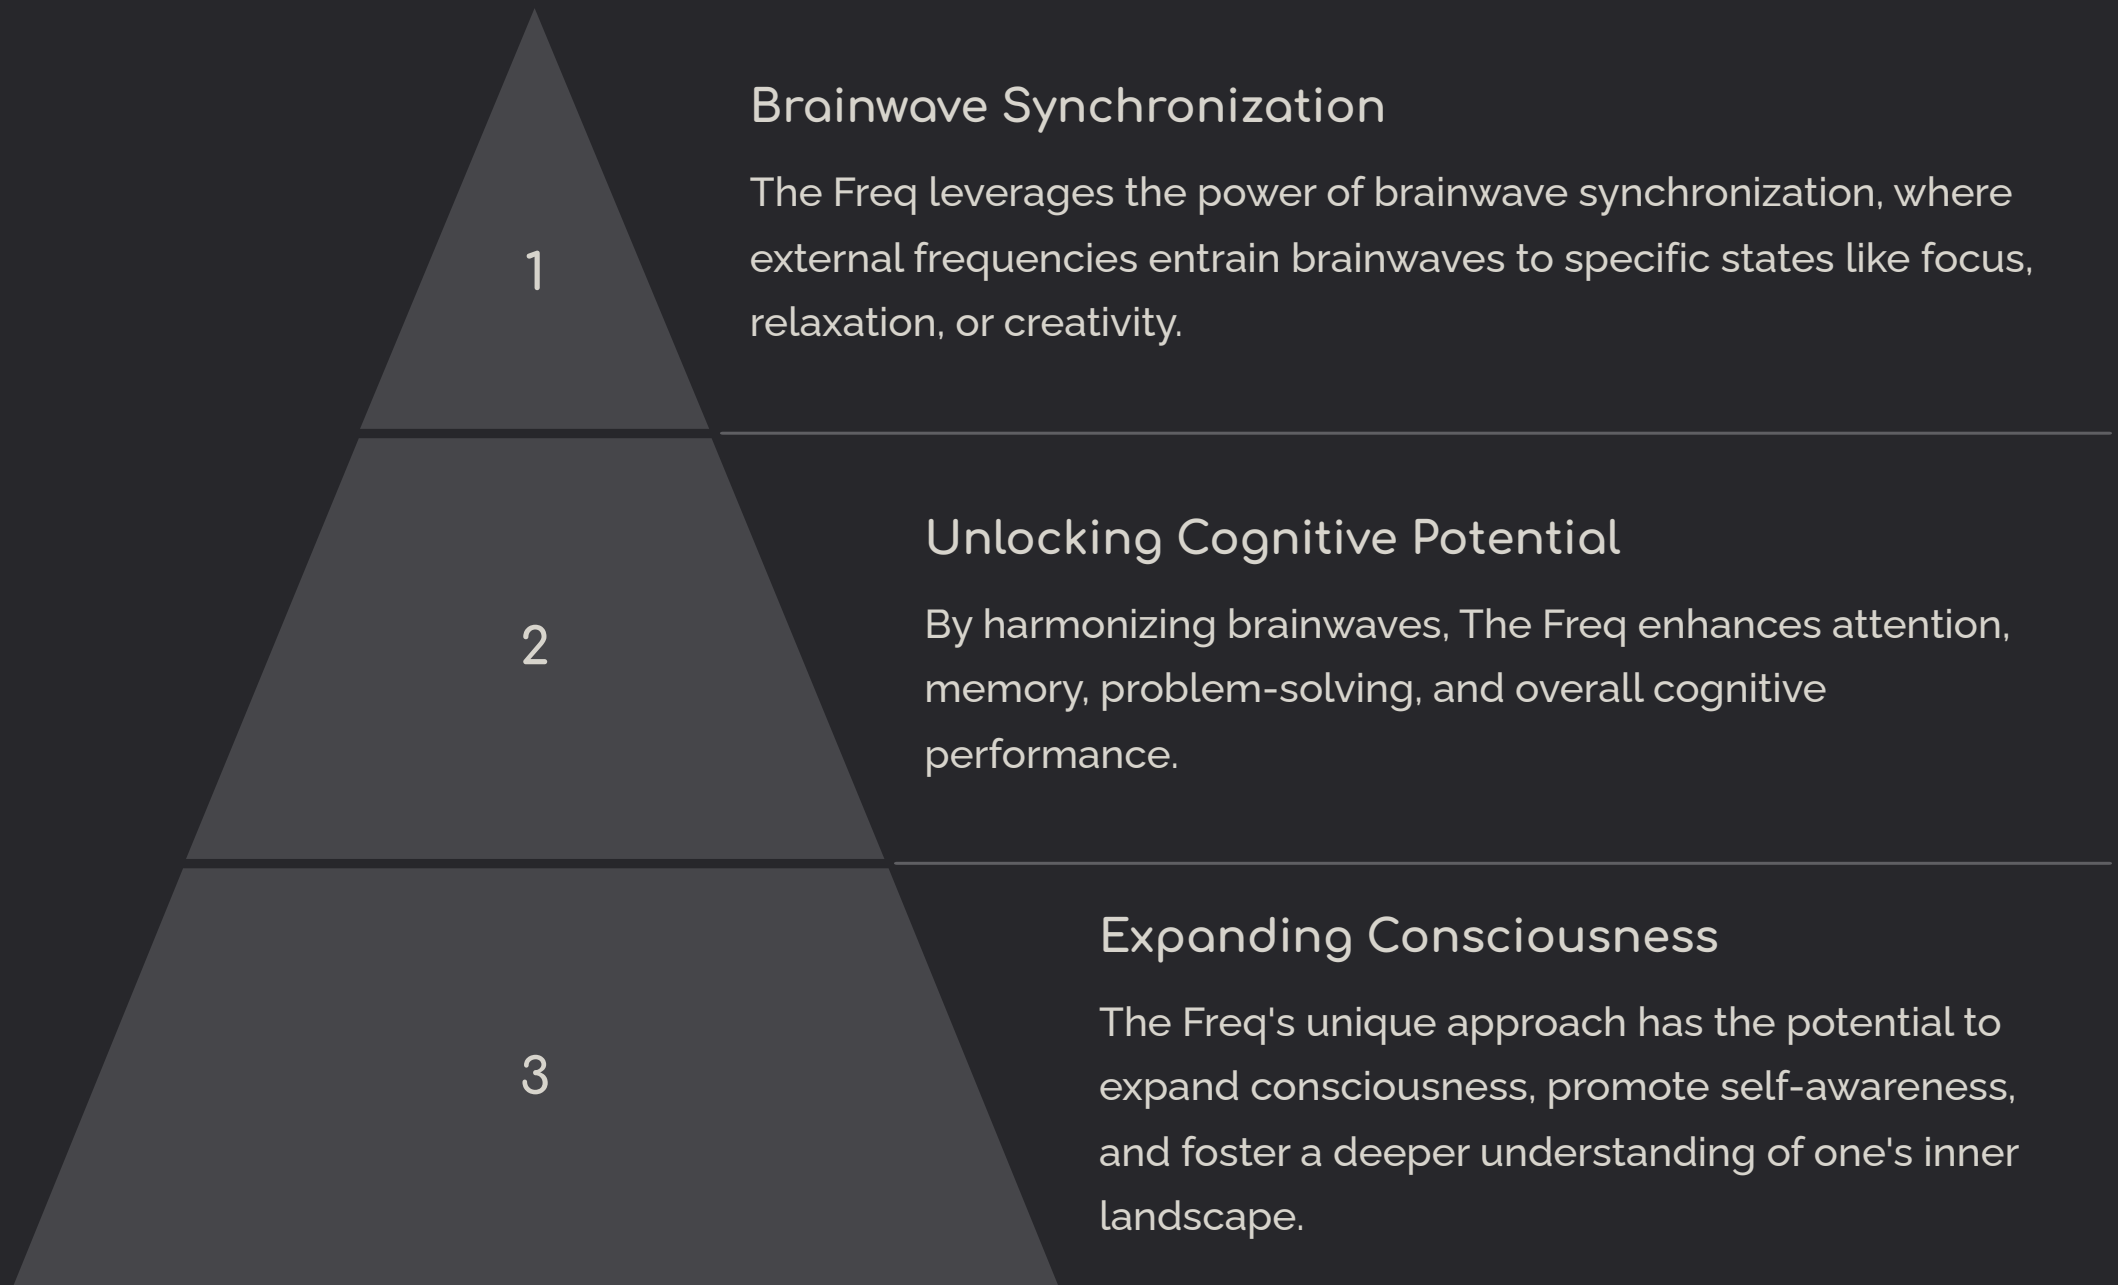 1
Brainwave Synchronization
The Freq leverages the power of brainwave synchronization, where
external frequencies entrain brainwaves to specific states like focus,
relaxation, or creativity.
2
Unlocking Cognitive Potential
By harmonizing brainwaves, The Freq enhances attention,
memory, problem-solving, and overall cognitive
performance.
3
Expanding Consciousness
The Freq's unique approach has the potential to
expand consciousness, promote self-awareness,
and foster a deeper understanding of one's inner
landscape.